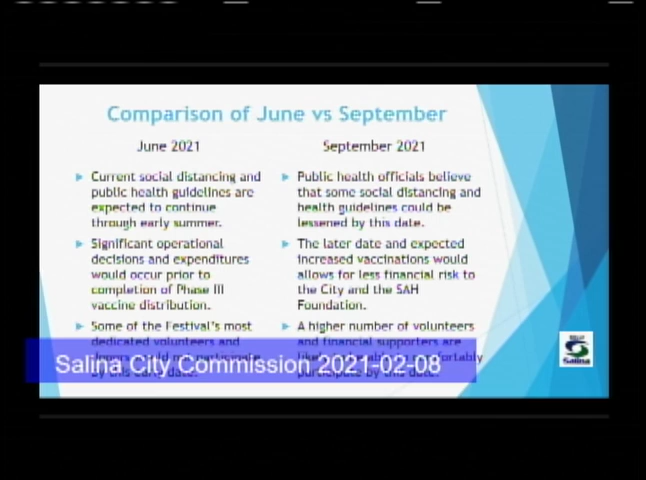 Comparison of June vs September
June 2021
Current social distancing and
public health guidelines are
expected to continue
through early summer.
Significant operational
decisions and expenditures
would occur prior to
completion of Phase III
vaccine distribution.
Some of the Festival's most
dedicated volunteers and
September 2021
Public health officials believe
that some social distancing and
health guidelines could be
lessened by this date.
The later date and expected
increased vaccinations would
allows for less financial risk to
the City and the SAH
Foundation.
A higher number of volunteers
and financial supporters are
participate by this date.
Salina City Commission 2021-02-08
Salina